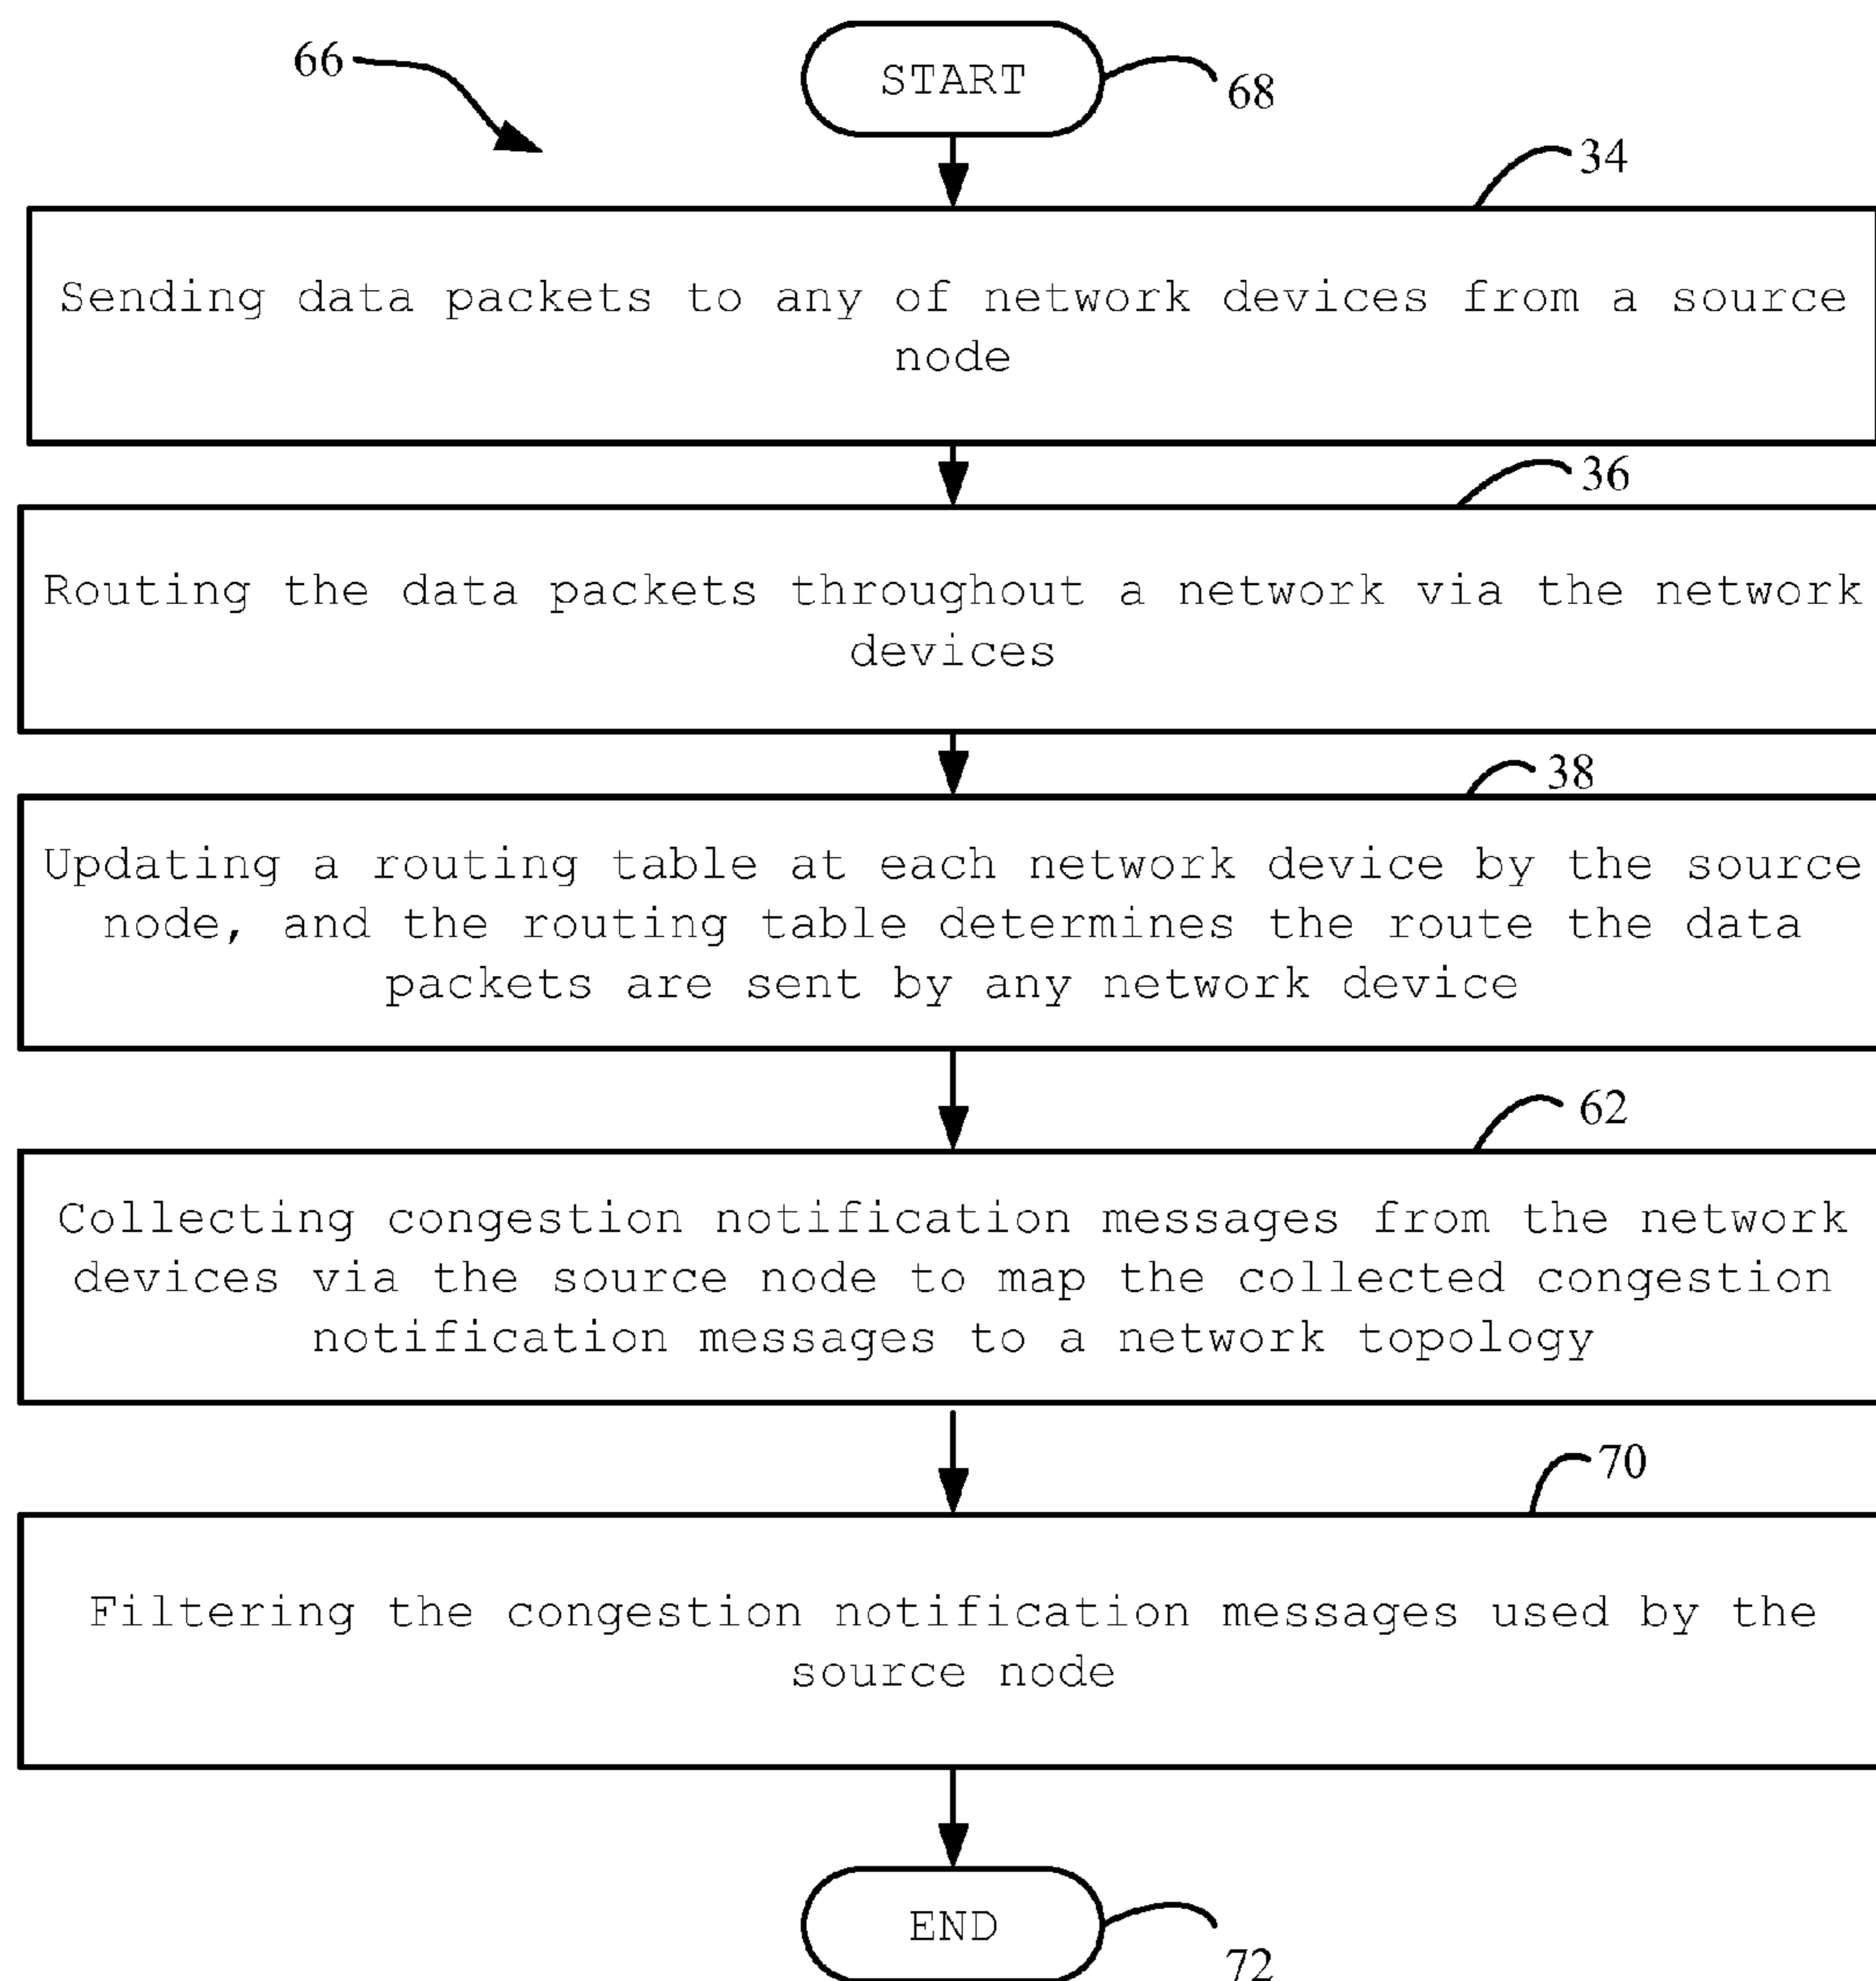 66
START
68
34
Sending data packets to any of network devices from a source
node
36
Routing the data packets throughout a network via the network
devices
38
Updating a routing table at each network device by the source
node, and the routing table determines the route the data
packets are sent by any network device
62
Collecting congestion notification messages from the network
devices via the source node to map the collected congestion
notification messages to a network topology
70
Filtering the congestion notification messages used by the
source node
END
72